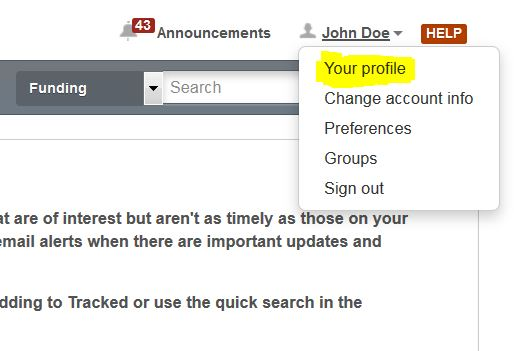 43 Announcements John Doe HELP
Your profile
Funding Search
Change account info
Preferences
Groups
Sign out
at are of interest but aren't as timely as those on your
email alerts when there are important updates and
dding to Tracked or use the quick search in the